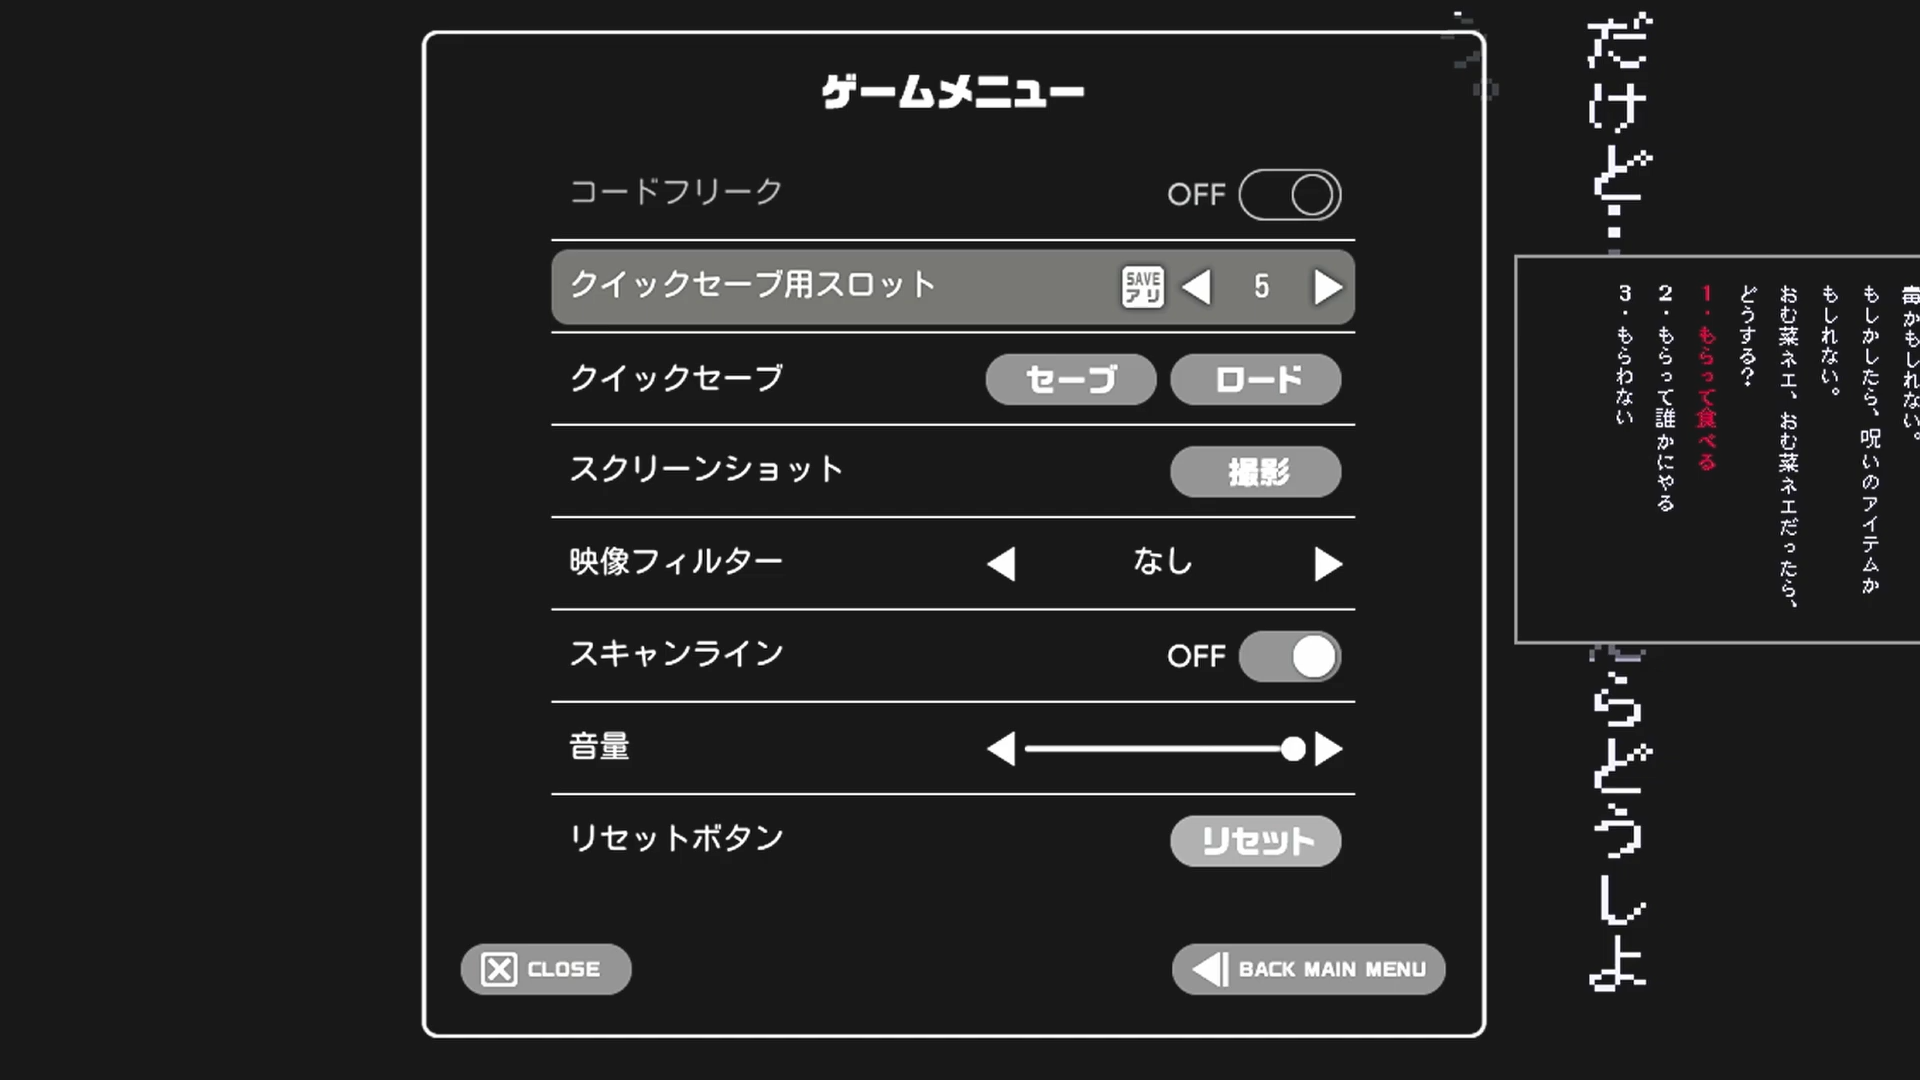 ゲームメニュー
コードフリーク OFF
クイックセーブ用スロット SAVEアリ 5
クイックセーブ セーブ ロード
スクリーンショット 撮影
映像フィルター なし
スキャンライン OFF
音量
リセットボタン リセット
CLOSE BACK MAIN MENU
毒かもしれない。
もしかしたら、呪いのアイテムか
もしれない。
おむ菜ネエ、おむ菜ネエだったら、
どうする?
1・もらって食べる
2・もらって誰かにやる
3・もらわない
だけど‥
らどうしよ